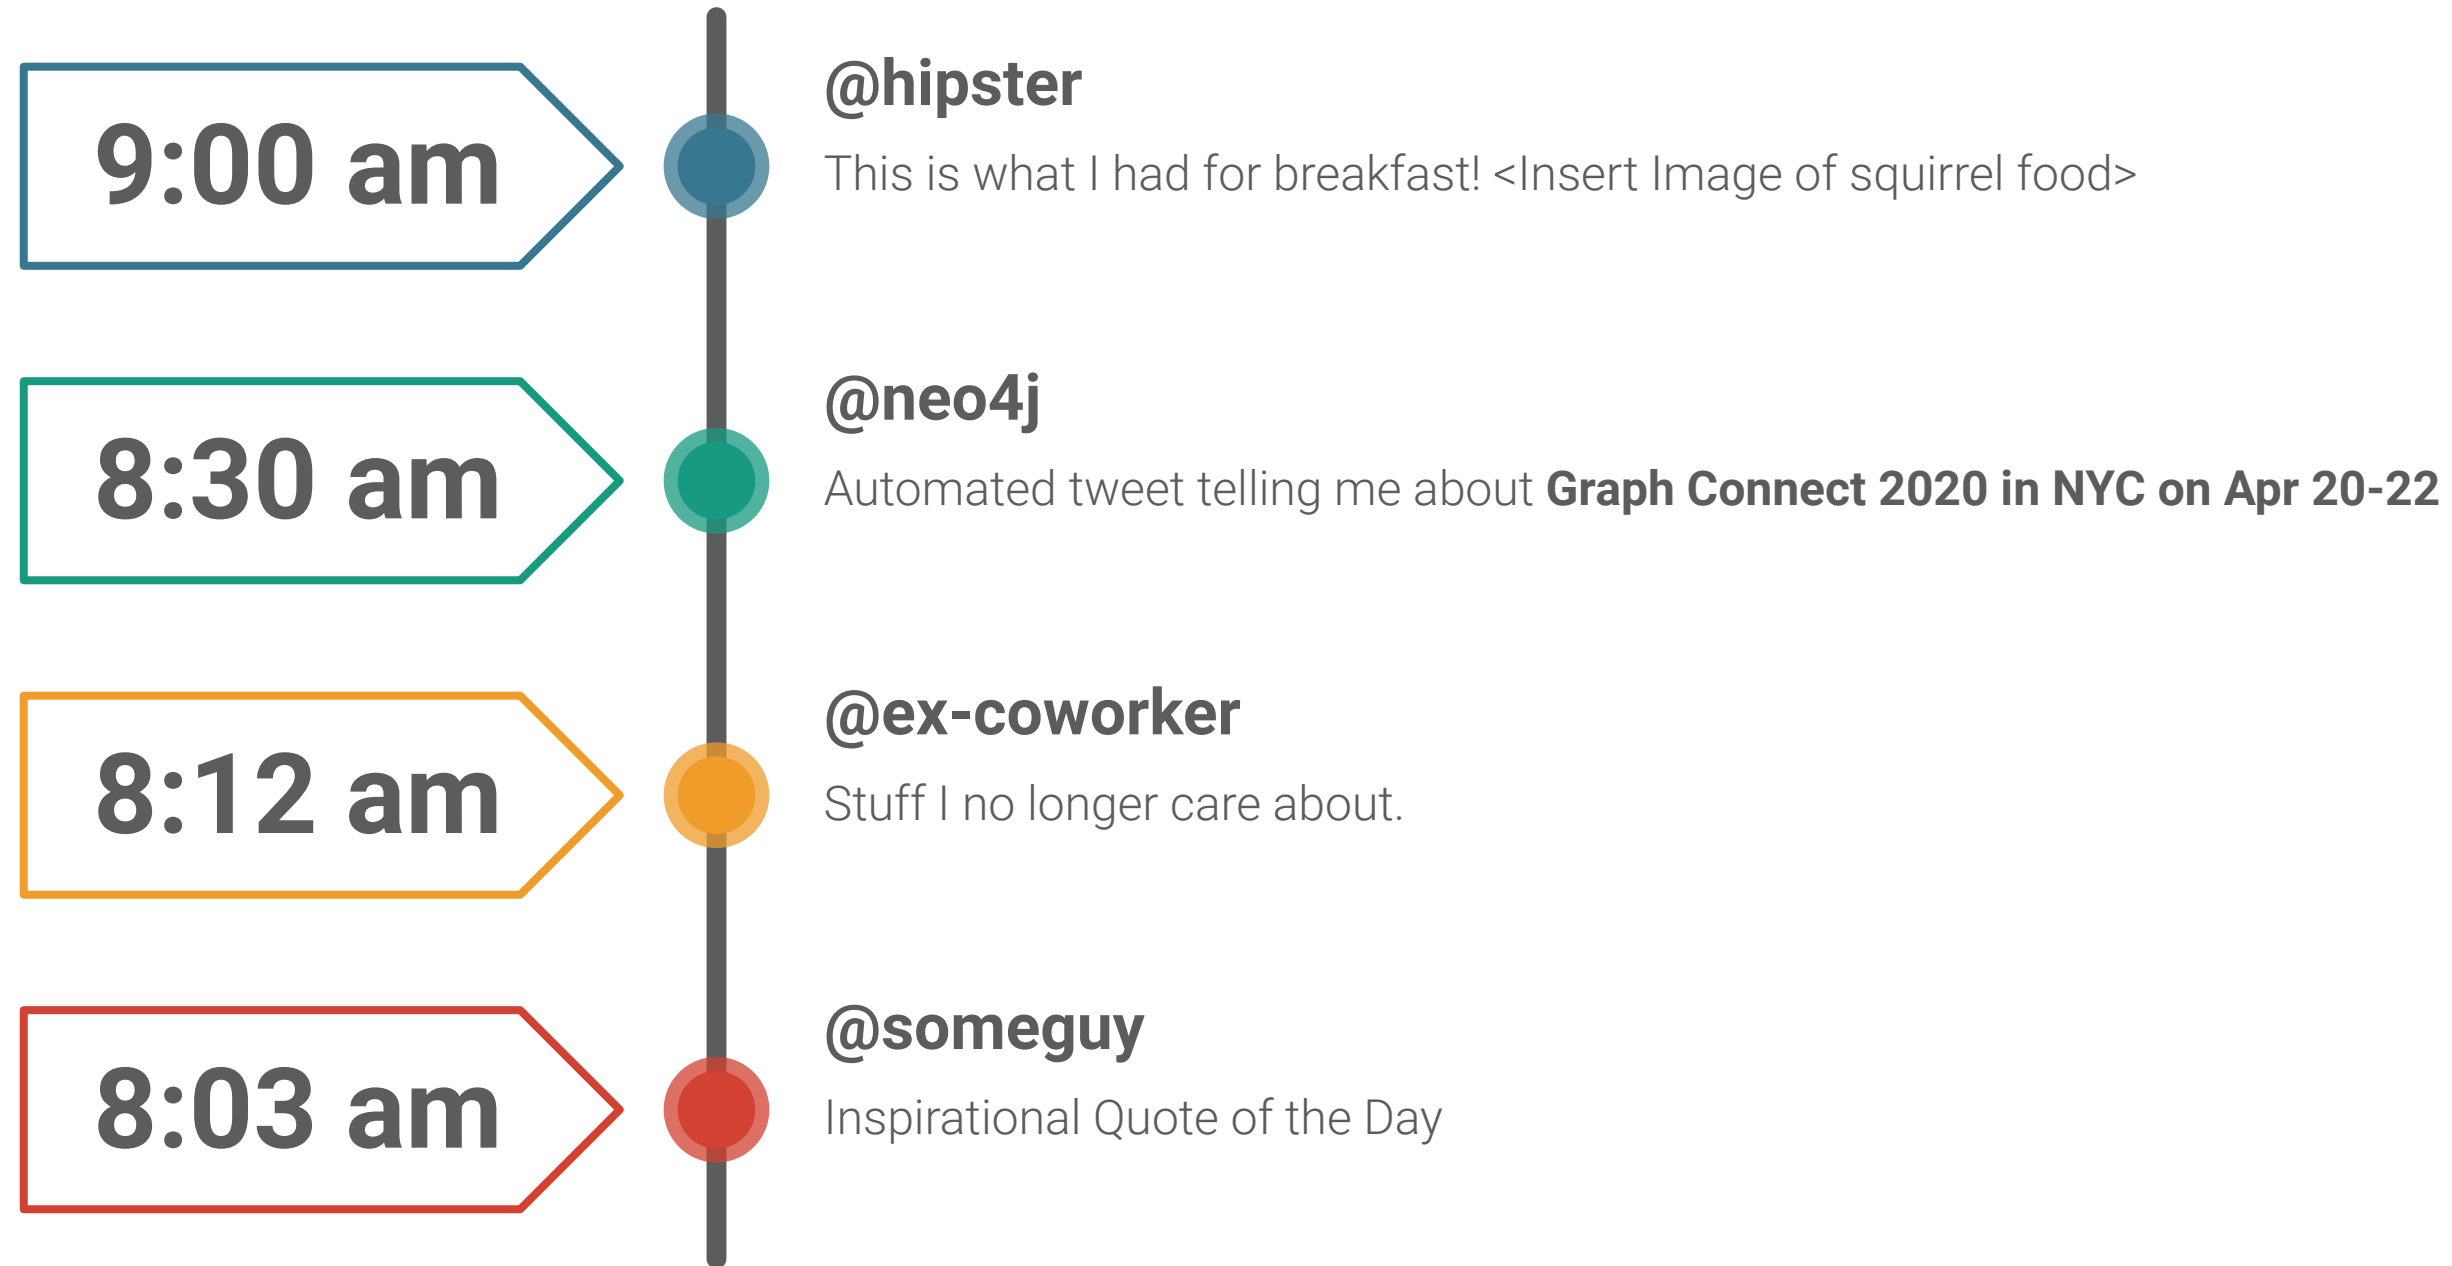 9:00 am
@hipster
This is what I had for breakfast! <Insert Image of squirrel food>
8:30 am
@neo4j
Automated tweet telling me about Graph Connect 2020 in NYC on Apr 20-22
8:12 am
@ex-coworker
Stuff I no longer care about.
8:03 am
@someguy
Inspirational Quote of the Day